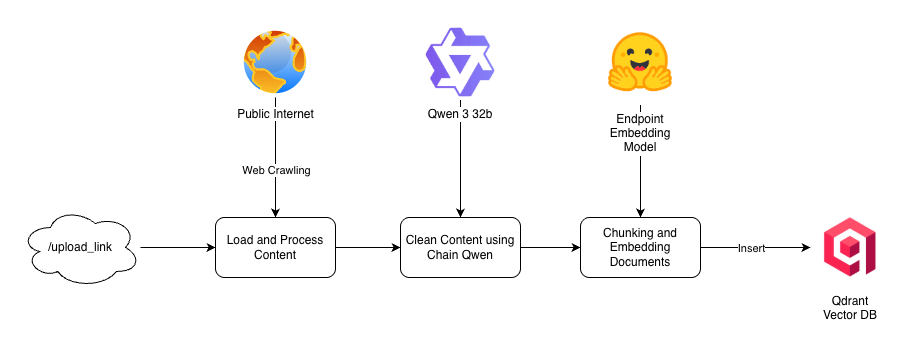 Public Internet
Qwen 3 32b
Endpoint
Embedding
Model
Web Crawling
/upload_link
Load and Process
Content
Clean Content using
Chain Qwen
Chunking and
Embedding
Documents
Insert
Qdrant
Vector DB